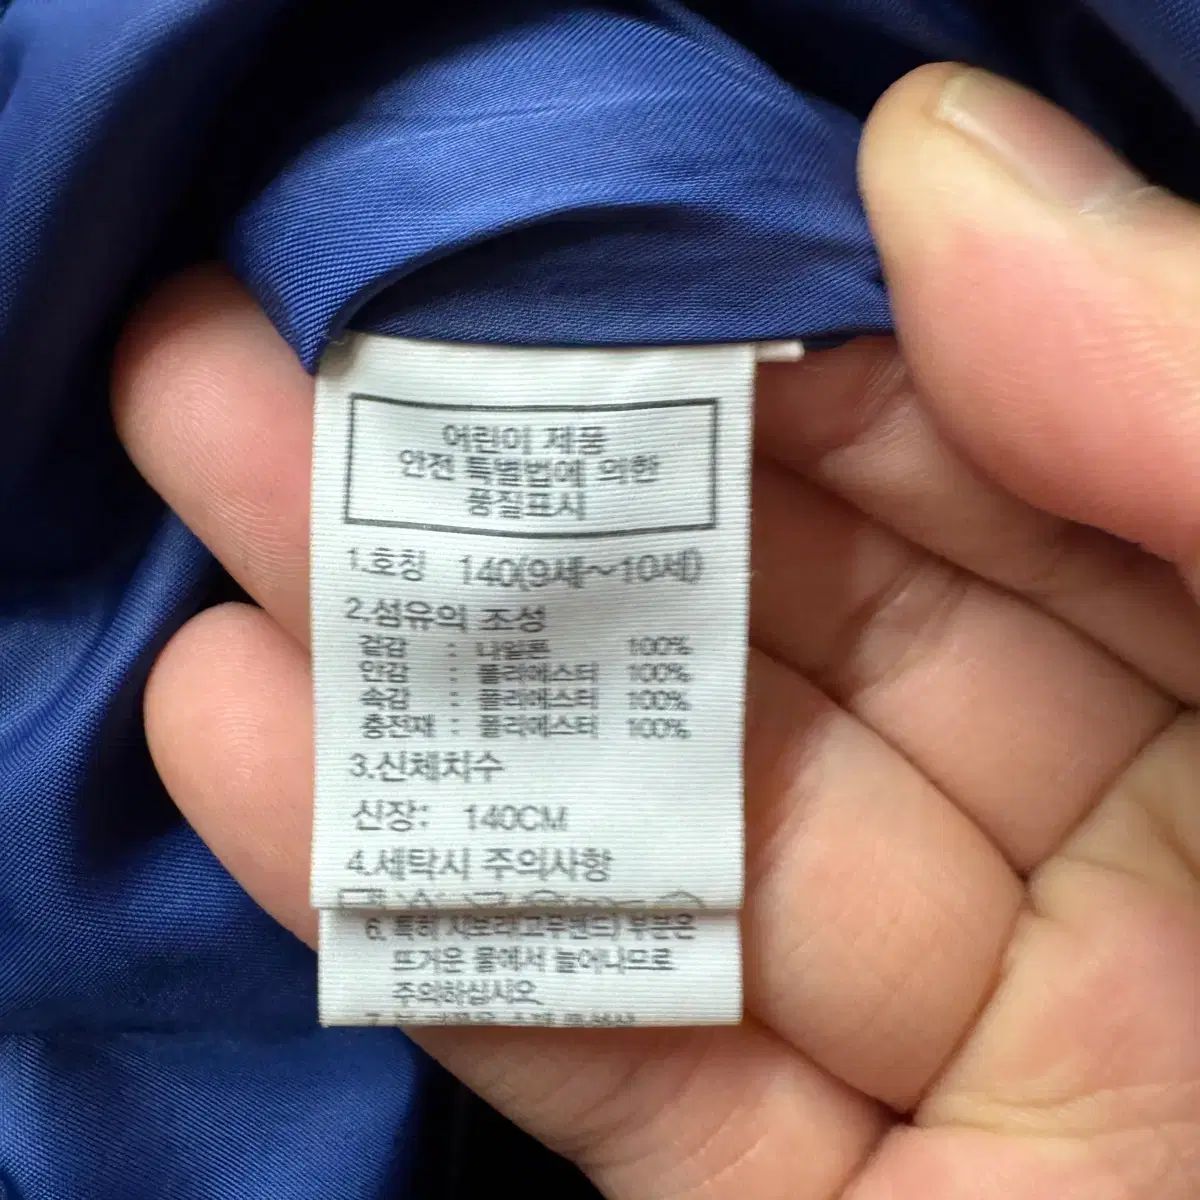 어린이 제품
안전 특별법에 의한
품질표시
1.호칭 140(9세~10세)
2.섬유의 조성
겉감 : 나일론 100%
안감 : 폴리에스터 100%
속감 : 폴리에스터 100%
충전재 : 폴리에스터 100%
3.신체치수
신장: 140CM
4.세탁시 주의사항
6. 특히 시보리(고무밴드) 부분은
뜨거운 물에서 늘어나므로
주의하십시오